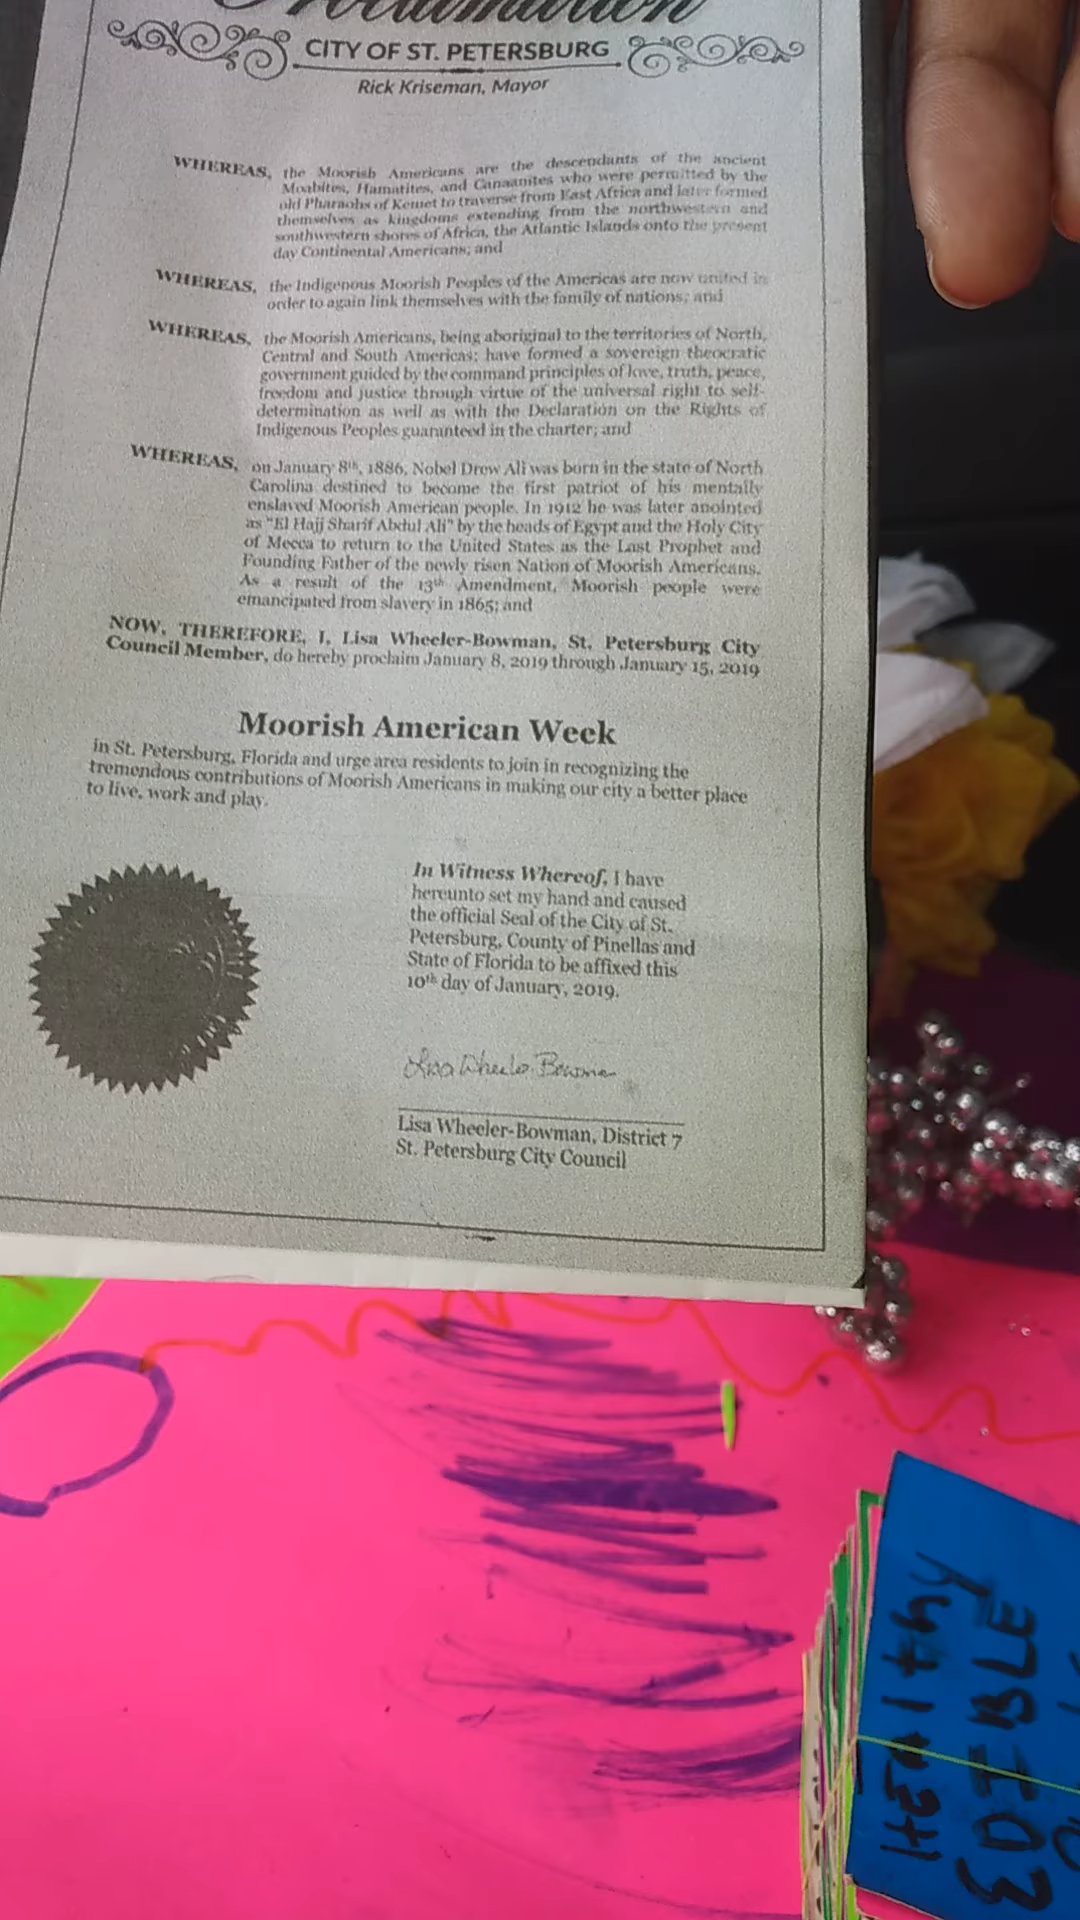 Proclamation
CITY OF ST. PETERSBURG
Rick Kriseman, Mayor
WHEREAS, the Moorish Americans are the descendants of the ancient
Moabites, Hamatites, and Canaanites who were permitted by the
old Pharaohs of Kemet to traverse from East Africa and later formed
themselves as kingdoms extending from the northwestern and
southwestern shores of Africa, the Atlantic Islands onto the present
day Continental Americans; and
WHEREAS, the Indigenous Moorish Peoples of the Americas are now united in
order to again link themselves with the family of nations; and
WHEREAS, the Moorish Americans, being aboriginal to the territories of North,
Central and South Americas; have formed a sovereign theocratic
government guided by the command principles of love, truth, peace,
freedom and justice through virtue of the universal right to self-
determination as well as with the Declaration on the Rights of
Indigenous Peoples guaranteed in the charter; and
WHEREAS, on January 8th, 1886, Nobel Drew Ali was born in the state of North
Carolina destined to become the first patriot of his mentally
enslaved Moorish American people. In 1912 he was later anointed
as "El Hajj Sharif Abdul Ali" by the heads of Egypt and the Holy City
of Mecca to return to the United States as the Last Prophet and
Founding Father of the newly risen Nation of Moorish Americans.
As a result of the 13th Amendment, Moorish people were
emancipated from slavery in 1865; and
NOW, THEREFORE, I, Lisa Wheeler-Bowman, St. Petersburg City
Council Member, do hereby proclaim January 8, 2019 through January 15, 2019
Moorish American Week
in St. Petersburg, Florida and urge area residents to join in recognizing the
tremendous contributions of Moorish Americans in making our city a better place
to live, work and play.
In Witness Whereof, I have
hereunto set my hand and caused
the official Seal of the City of St.
Petersburg, County of Pinellas and
State of Florida to be affixed this
10th day of January, 2019.
Lisa Wheeler-Bowman
Lisa Wheeler-Bowman, District 7
St. Petersburg City Council
HEAlthy
EDIBLE